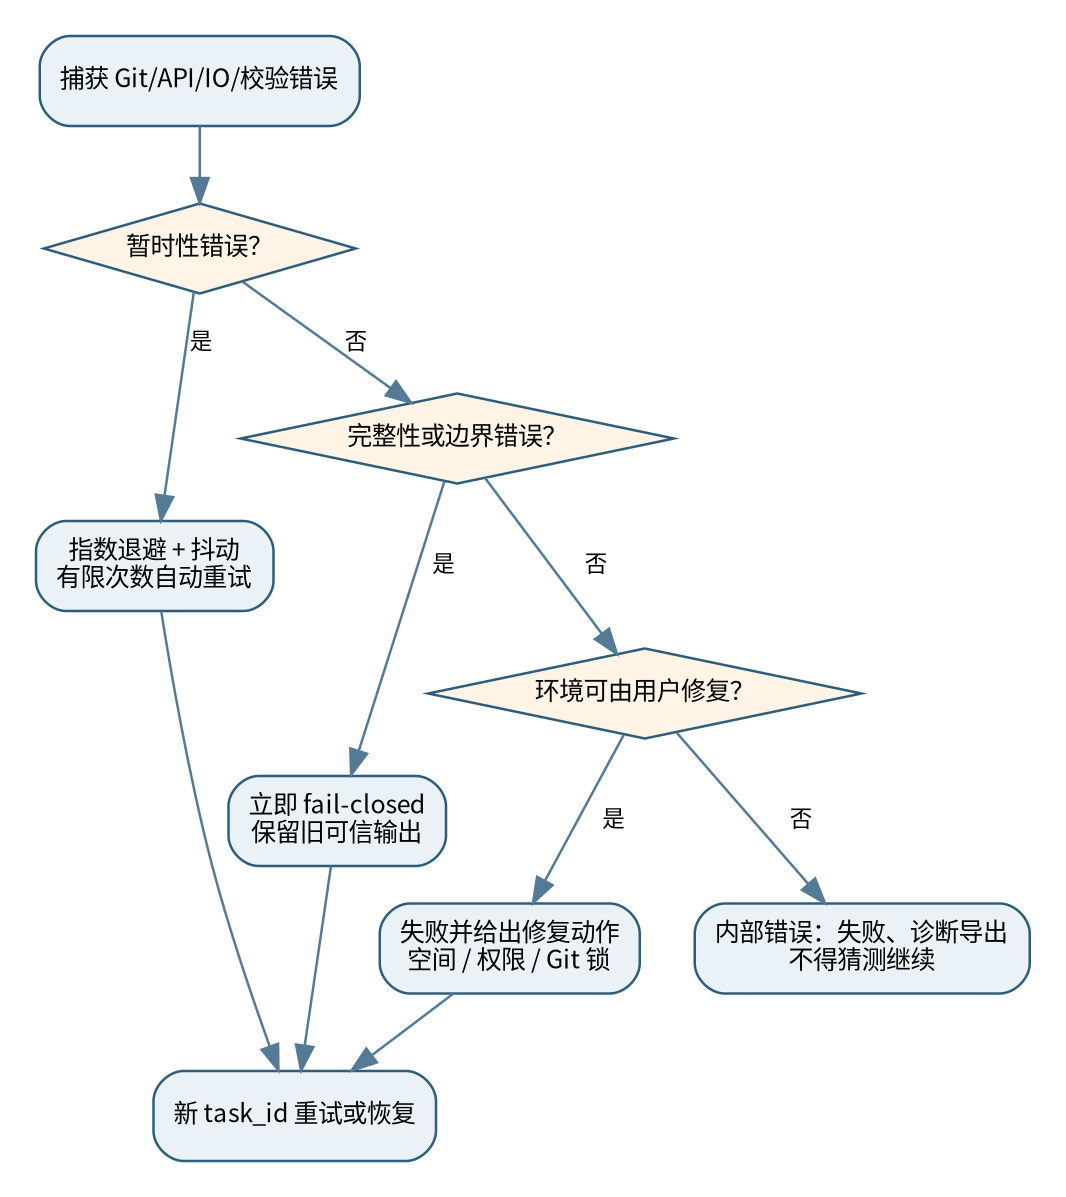 捕获 Git/API/IO/校验错误
暂时性错误?
是
否
完整性或边界错误?
指数退避 + 抖动
有限次数自动重试
是
否
环境可由用户修复?
立即 fail-closed
保留旧可信输出
是
否
失败并给出修复动作
空间 / 权限 / Git 锁
内部错误：失败、诊断导出
不得猜测继续
新 task_id 重试或恢复